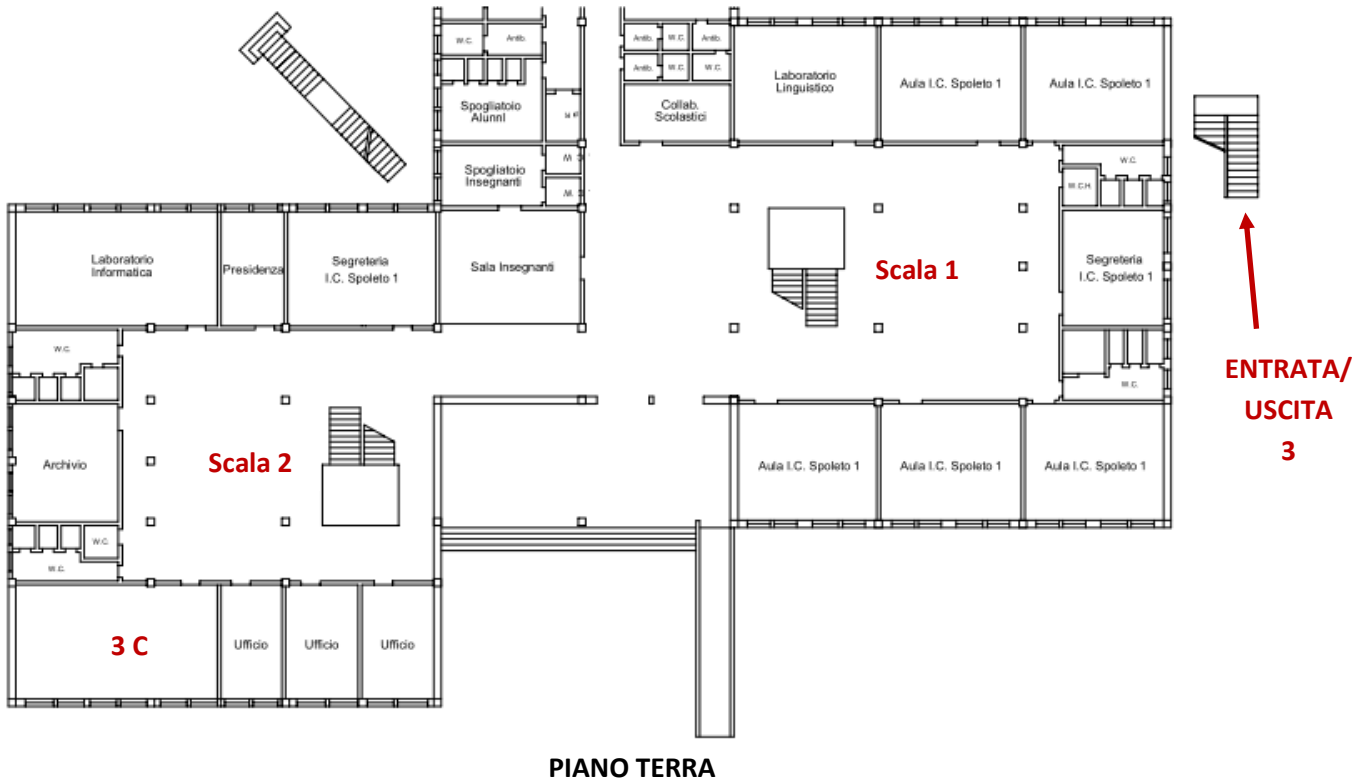 W.C.
Antib.
Antib.
W.C.
Antib.
Antib.
W.C.
W.C.
Spogliatoio
Alunni
Collab.
Scolastici
Laboratorio
Linguistico
Aula I.C. Spoleto 1
Aula I.C. Spoleto 1
Spogliatoio
Insegnanti
W.C.
W.C.H.
Laboratorio
Informatica
Presidenza
Segreteria
I.C. Spoleto 1
Sala Insegnanti
Scala 1
Segreteria
I.C. Spoleto 1
ENTRATA/
USCITA
3
W.C.
W.C.
Archivio
Scala 2
Aula I.C. Spoleto 1
Aula I.C. Spoleto 1
Aula I.C. Spoleto 1
W.C.
W.C.
3 C
Ufficio
Ufficio
Ufficio
PIANO TERRA